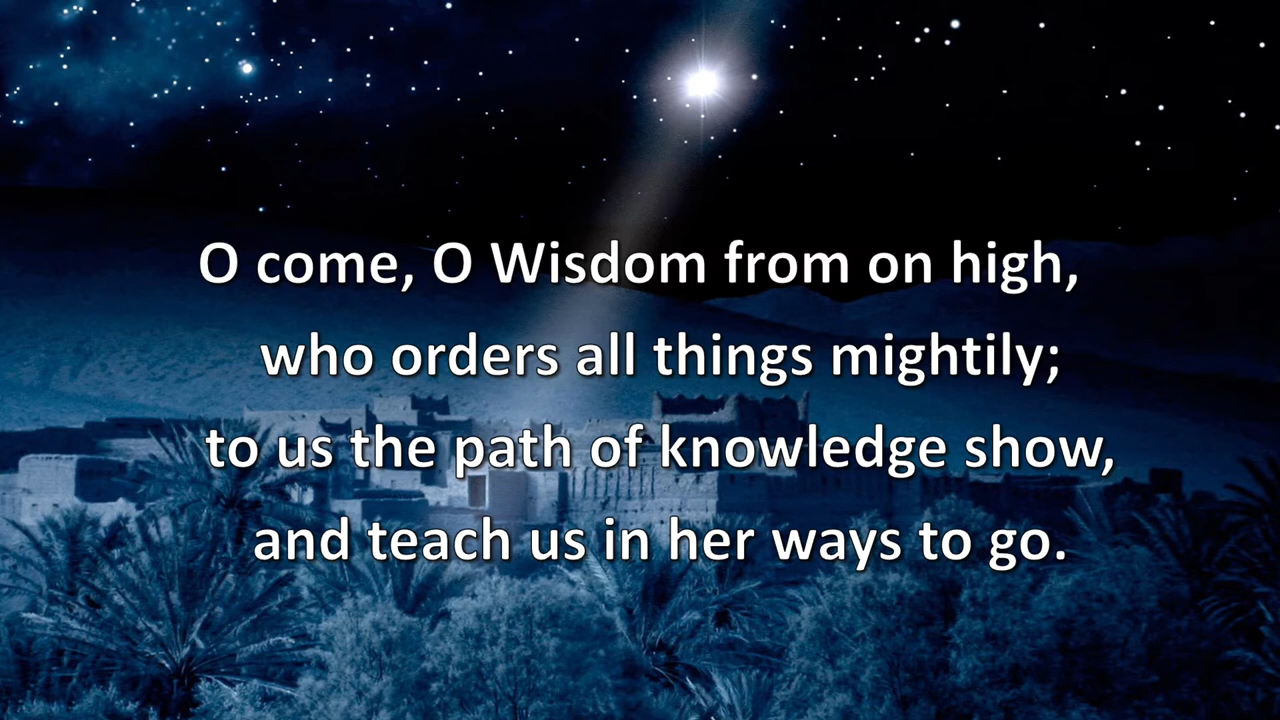 O come, O Wisdom from on high,
who orders all things mightily;
to us the path of knowledge show,
and teach us in her ways to go.